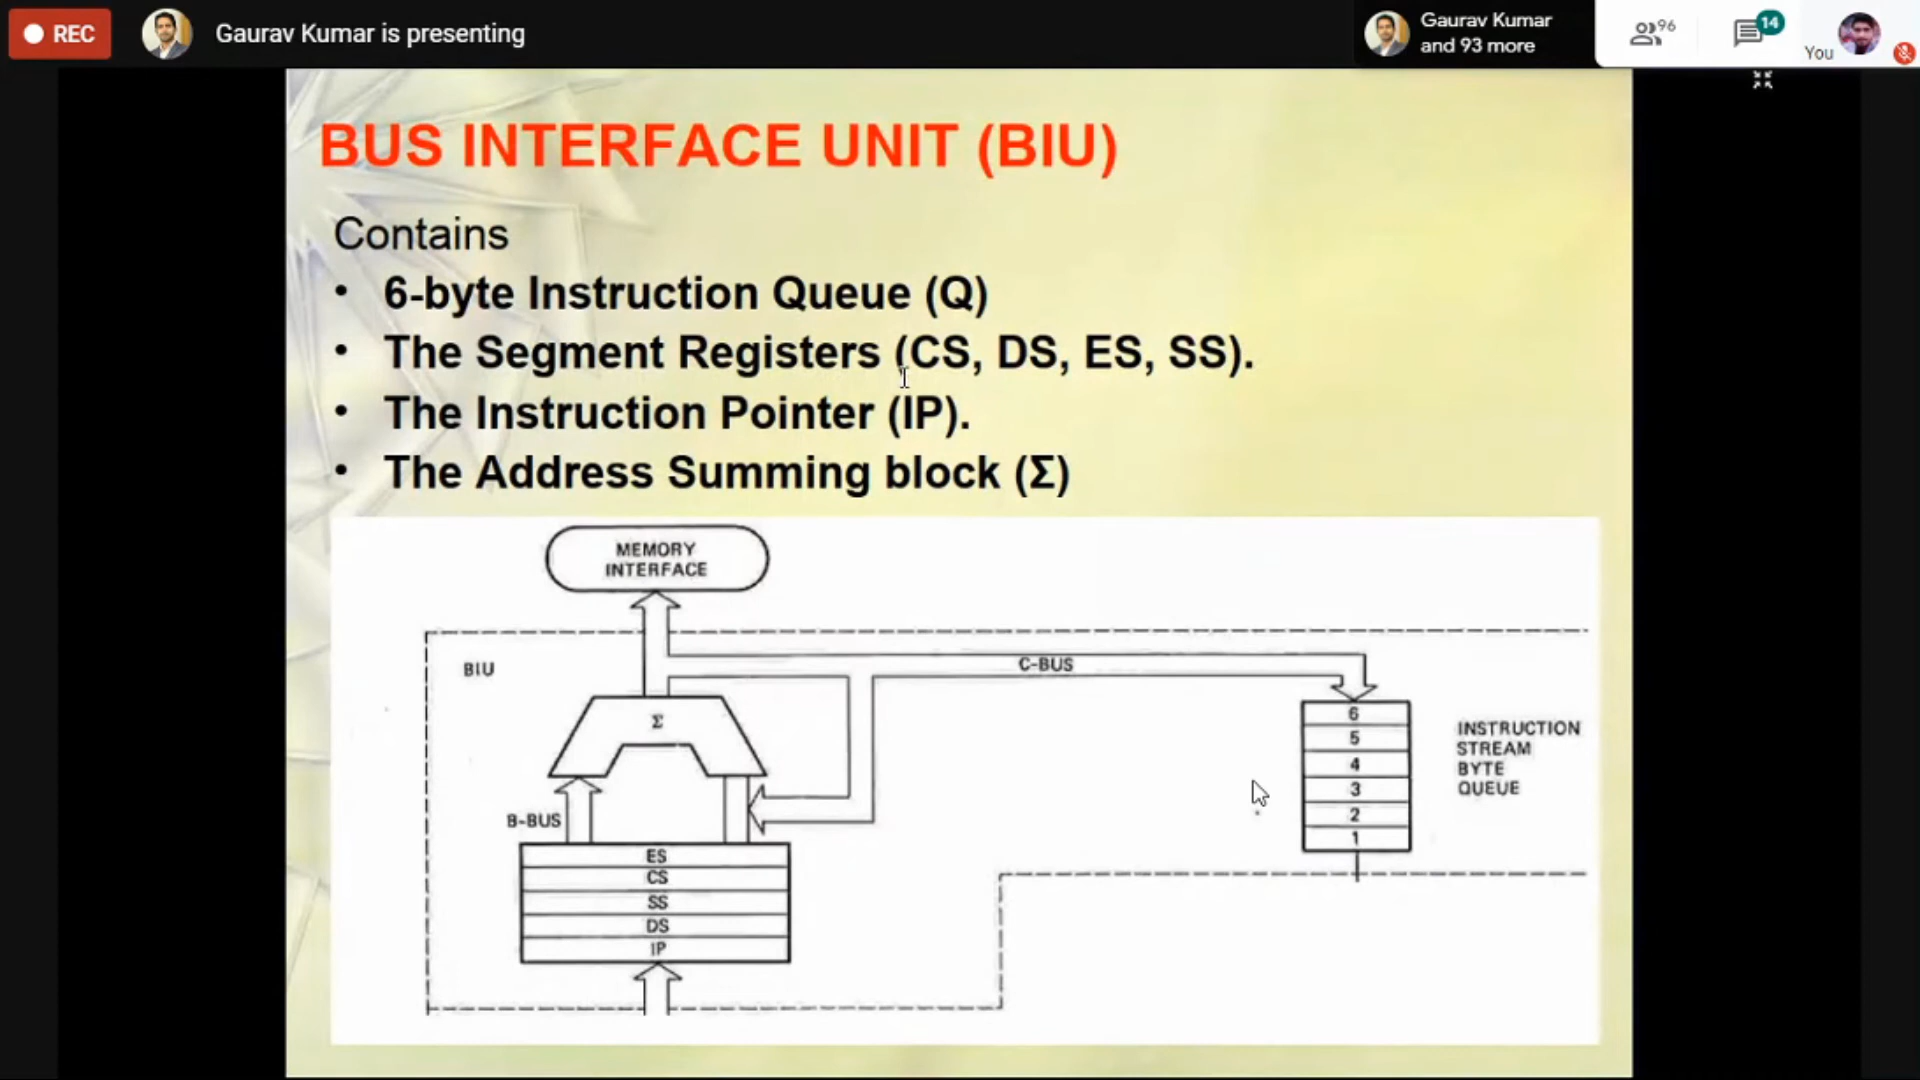 REC
Gaurav Kumar is presenting
Gaurav Kumar
and 93 more
96
14
You
BUS INTERFACE UNIT (BIU)
Contains
• 6-byte Instruction Queue (Q)
• The Segment Registers (CS, DS, ES, SS).
• The Instruction Pointer (IP).
• The Address Summing block (Σ)
MEMORY
INTERFACE
BIU
C-BUS
Σ
6
5
4
3
2
1
INSTRUCTION
STREAM
BYTE
QUEUE
B-BUS
ES
CS
SS
DS
IP